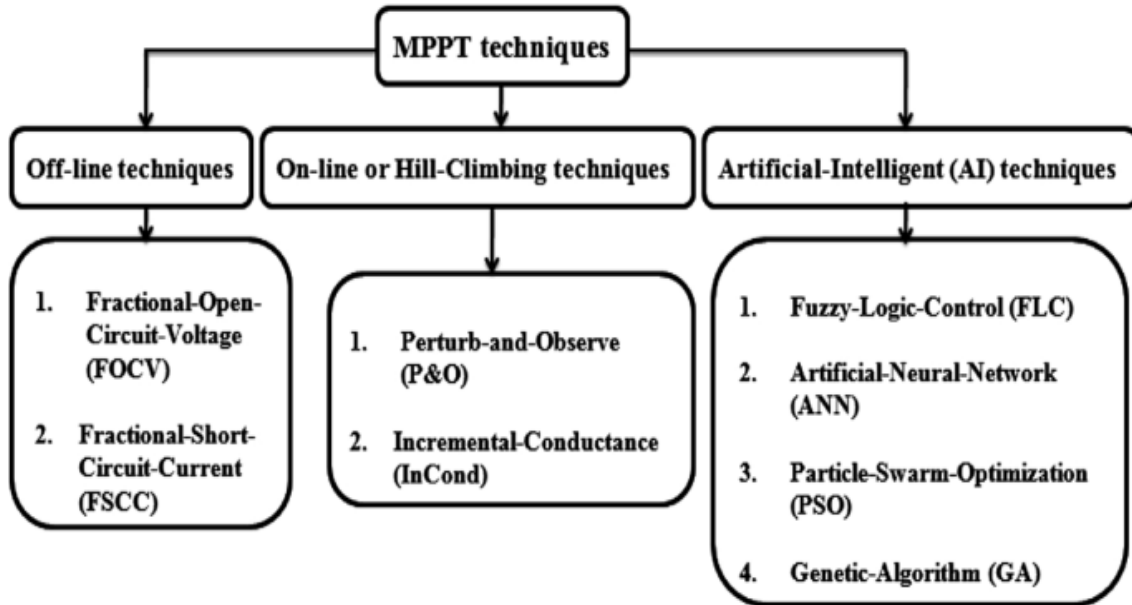 MPPT techniques
Off-line techniques
On-line or Hill-Climbing techniques
Artificial-Intelligent (AI) techniques
1. Fractional-Open-
Circuit-Voltage
(FOCV)
2. Fractional-Short-
Circuit-Current
(FSCC)
1. Perturb-and-Observe
(P&O)
2. Incremental-Conductance
(InCond)
1. Fuzzy-Logic-Control (FLC)
2. Artificial-Neural-Network
(ANN)
3. Particle-Swarm-Optimization
(PSO)
4. Genetic-Algorithm (GA)